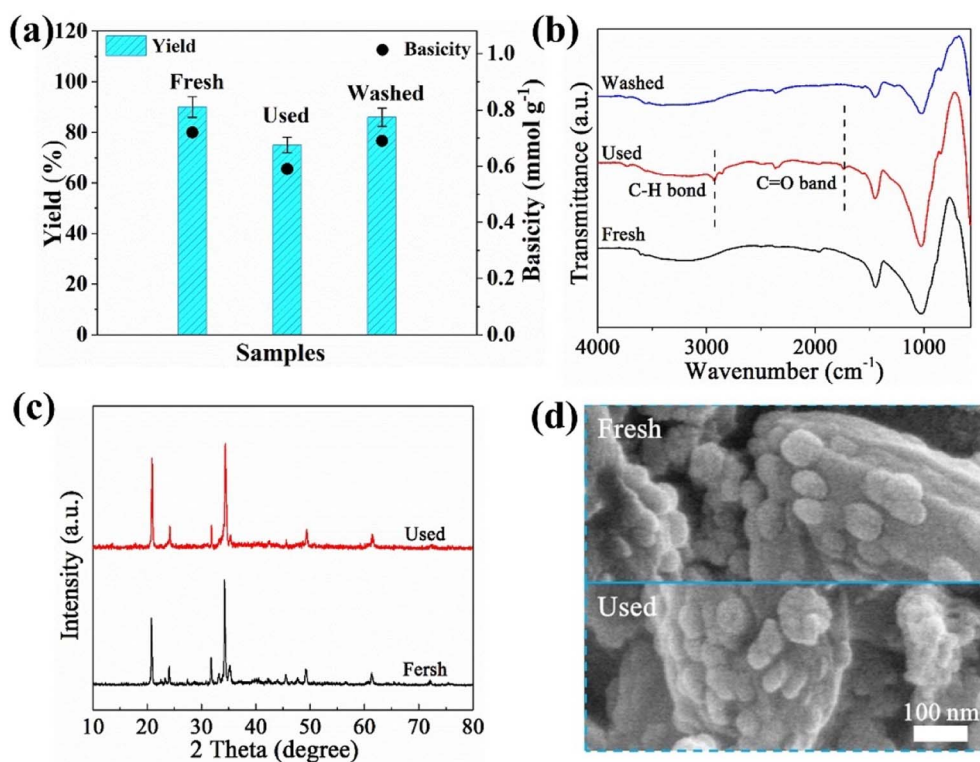 (a)
120
100
80
60
40
20
0
Yield (%)
Yield
Basicity
Fresh
Used
Washed
1.0
0.8
0.6
0.4
0.2
0.0
Basicity (mmol g⁻¹)
Samples
(b)
Washed
Used
C-H bond
C=O band
Fresh
Transmittance (a.u.)
4000 3000 2000 1000
Wavenumber (cm⁻¹)
(c)
Used
Fersh
Intensity (a.u.)
10 20 30 40 50 60 70 80
2 Theta (degree)
(d)
Fresh
Used
100 nm